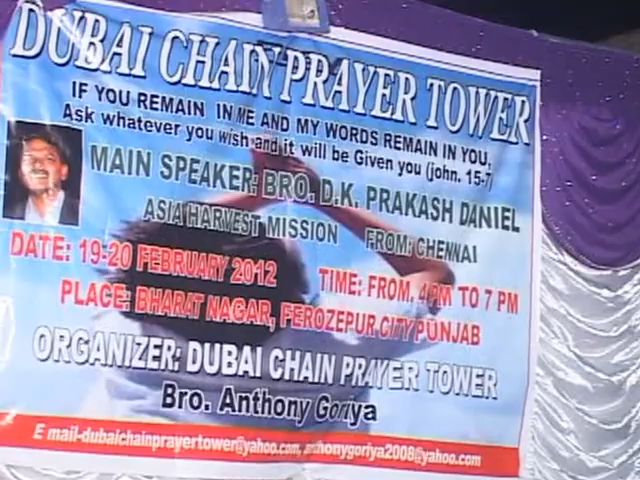 DUBAI CHAIN PRAYER TOWER
IF YOU REMAIN IN ME AND MY WORDS REMAIN IN YOU,
Ask whatever you wish and it will be Given you (john. 15-7)
MAIN SPEAKER: BRO. D.K. PRAKASH DANIEL
ASIA HARVEST MISSION FROM: CHENNAI
DATE: 19-20 FEBRUARY 2012 TIME: FROM, 4 PM TO 7 PM
PLACE: BHARAT NAGAR, FEROZEPUR CITY PUNJAB
ORGANIZER: DUBAI CHAIN PRAYER TOWER
Bro. Anthony Goriya
E mail-dubaichainprayertower@yahoo.com, anthonygoriya2008@yahoo.com